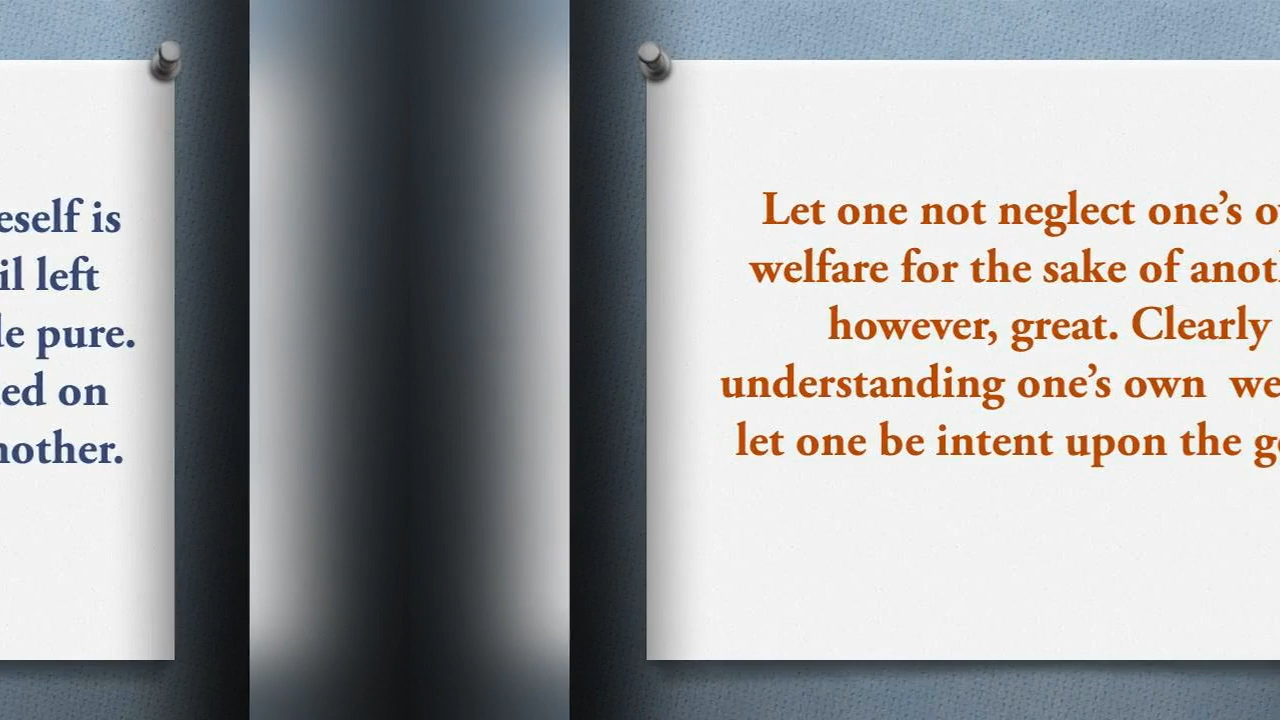 eself is
il left
le pure.
ed on
nother.
Let one not neglect one’s o
welfare for the sake of anoth
however, great. Clearly
understanding one’s own we
let one be intent upon the g